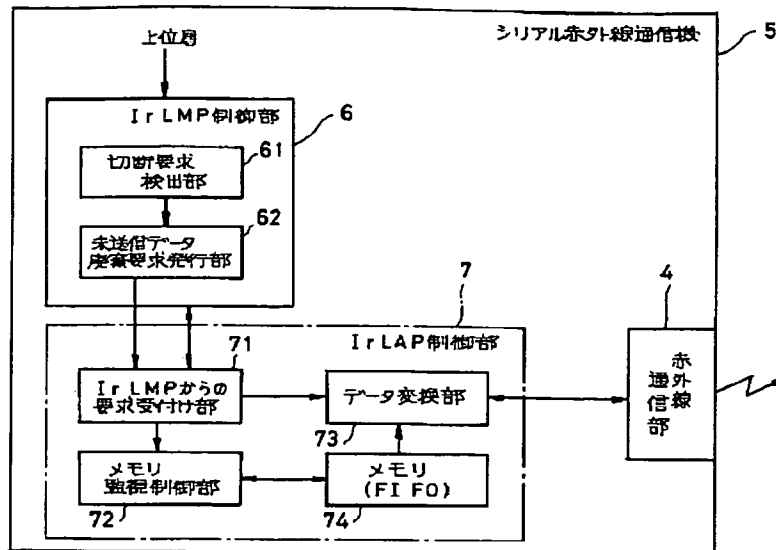 上位層
シリアル赤外線通信機
5
IrLMP制御部
6
切断要求
検出部
61
未送信データ
廃棄要求発行部
62
7
IrLAP制御部
4
赤外線
通信部
IrLMPからの
要求受付け部
71
データ変換部
73
メモリ
監視制御部
72
メモリ
(FIFO)
74